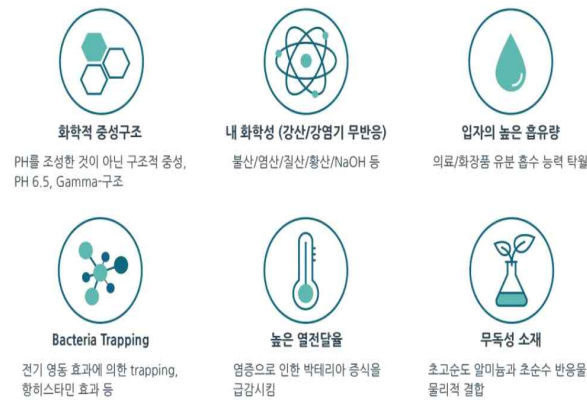 화학적 중성구조
PH를 조성한 것이 아닌 구조적 중성,
PH 6.5, Gamma-구조
내 화학성 (강산/강염기 무반응)
불산/염산/질산/황산/NaOH 등
입자의 높은 흡유량
의료/화장품 유분 흡수 능력 탁월
Bacteria Trapping
전기 영동 효과에 의한 trapping,
항히스타민 효과 등
높은 열전달율
염증으로 인한 박테리아 증식을
급감시킴
무독성 소재
초고순도 알미늄과 초순수 반응물
물리적 결합